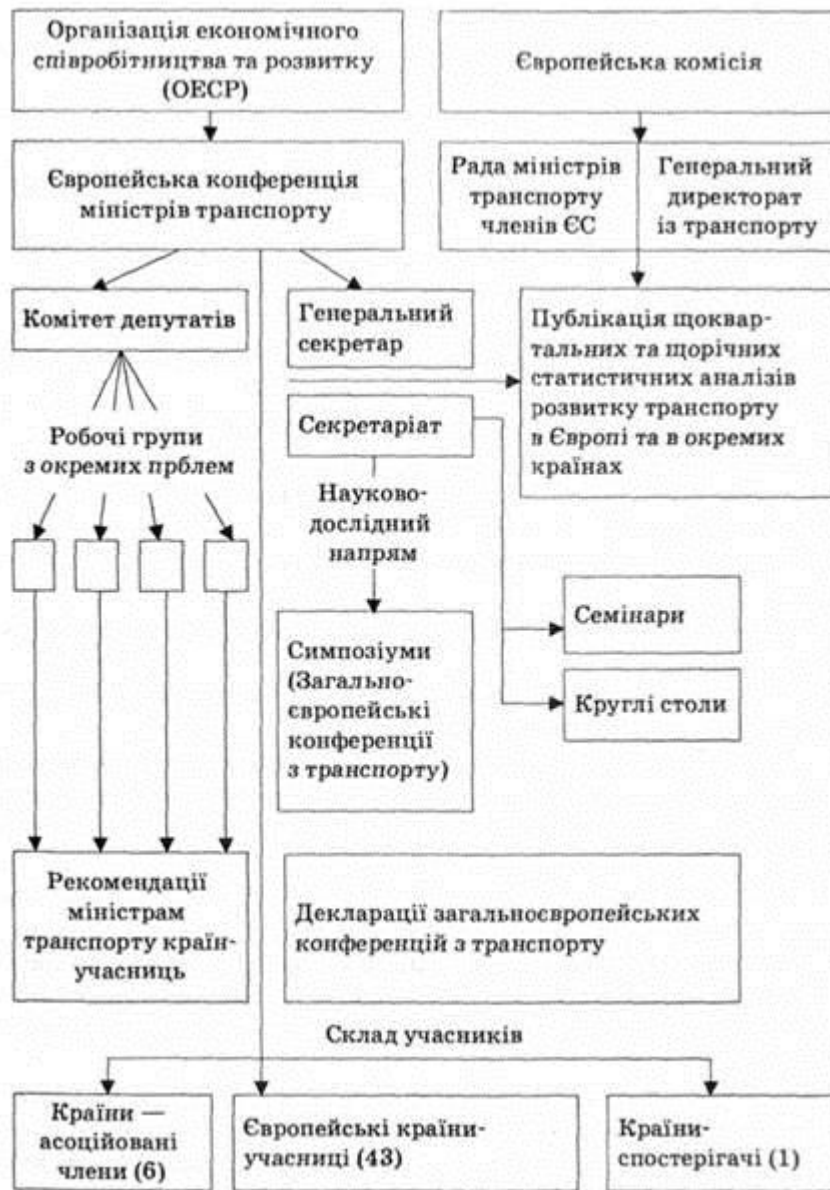 Організація економічного
співробітництва та розвитку
(ОЕСР)
Європейська комісія
Європейська конференція
міністрів транспорту
Рада міністрів
транспорту
членів ЄС
Генеральний
директорат
із транспорту
Комітет депутатів
Генеральний
секретар
Публікація щоквар-
тальних та щорічних
статистичних аналізів
розвитку транспорту
в Європі та в окремих
країнах
Робочі групи
з окремих прблем
Секретаріат
Науково-
дослідний
напрям
Симпозіуми
(Загально-
європейські
конференції
з транспорту)
Семінари
Круглі столи
Рекомендації
міністрам
транспорту країн-
учасниць
Декларації загальноєвропейських
конференцій з транспорту
Склад учасників
Країни —
асоційовані
члени (6)
Європейські країни-
учасниці (43)
Країни-
спостерігачі (1)